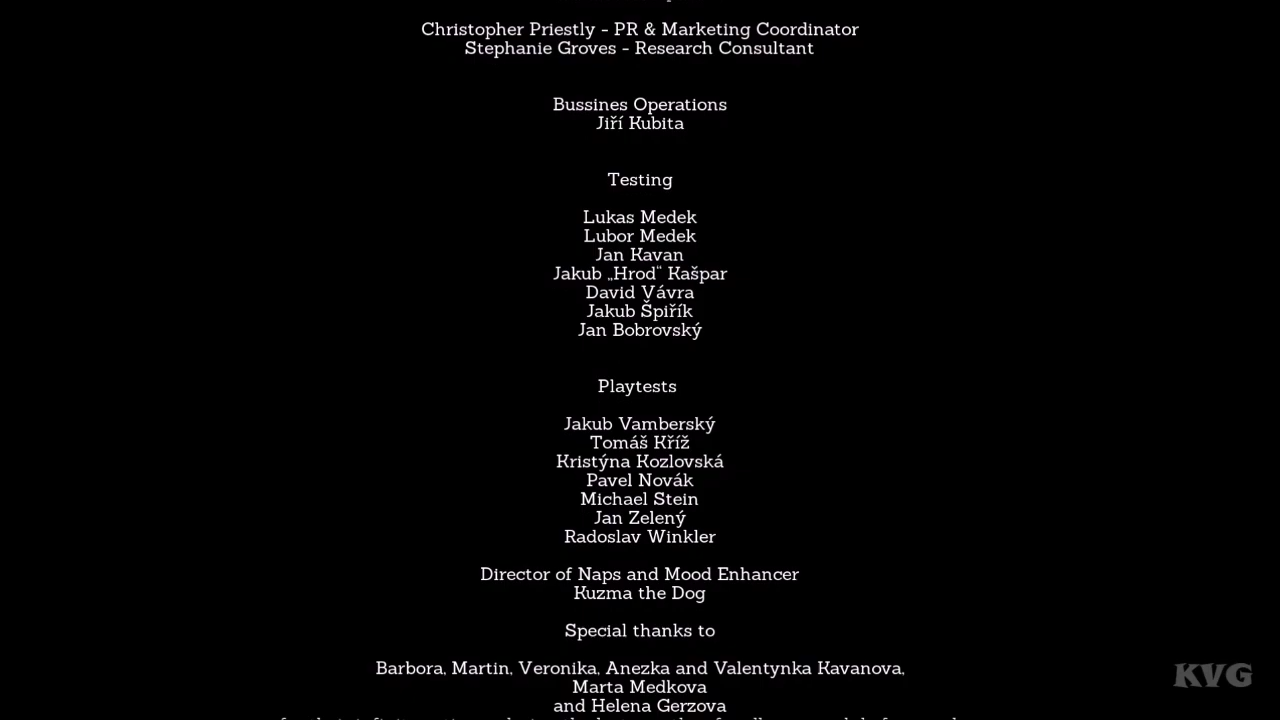 Christopher Priestly - PR & Marketing Coordinator
Stephanie Groves - Research Consultant
Bussines Operations
Jiří Kubita
Testing
Lukas Medek
Lubor Medek
Jan Kavan
Jakub „Hrod“ Kašpar
David Vávra
Jakub Špiřík
Jan Bobrovský
Playtests
Jakub Vamberský
Tomáš Kříž
Kristýna Kozlovská
Pavel Novák
Michael Stein
Jan Zelený
Radoslav Winkler
Director of Naps and Mood Enhancer
Kuzma the Dog
Special thanks to
Barbora, Martin, Veronika, Anezka and Valentynka Kavanova,
Marta Medkova
and Helena Gerzova
KVG